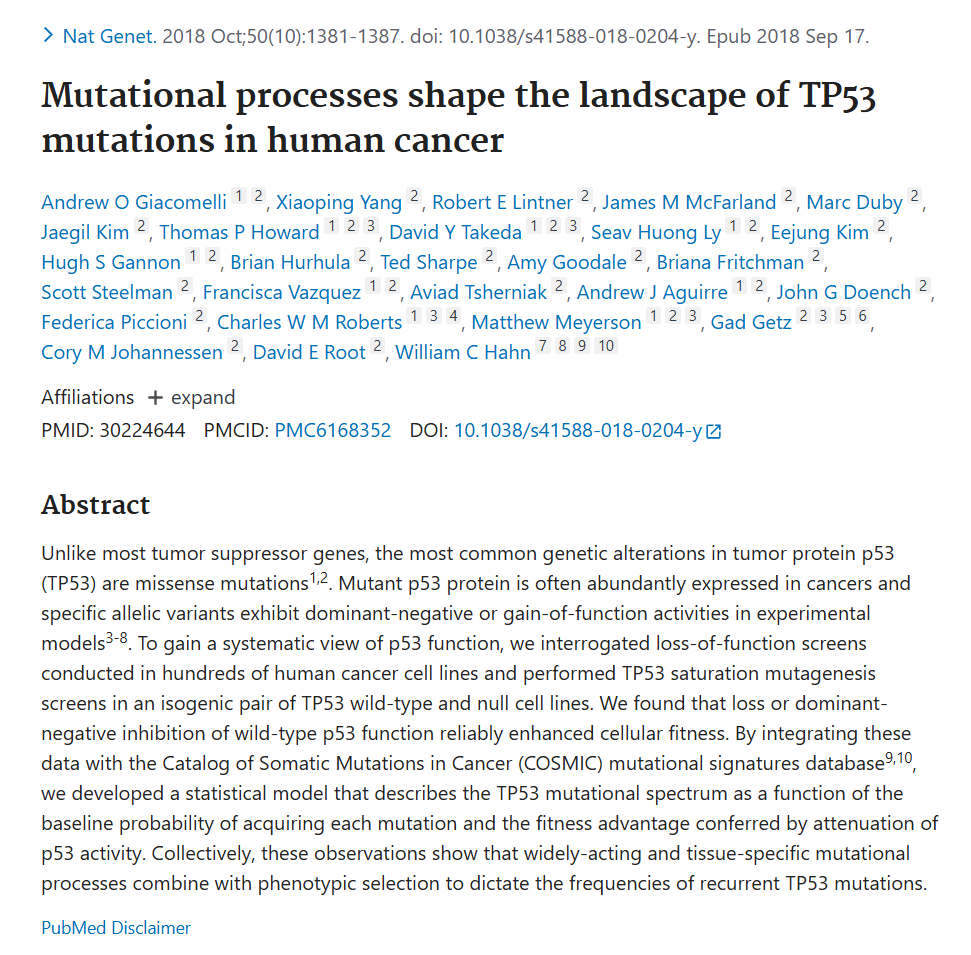 Nat Genet. 2018 Oct;50(10):1381-1387. doi: 10.1038/s41588-018-0204-y. Epub 2018 Sep 17.
Mutational processes shape the landscape of TP53
mutations in human cancer
Andrew O Giacomelli 1 2, Xiaoping Yang 2, Robert E Lintner 2, James M McFarland 2, Marc Duby 2,
Jaegil Kim 2, Thomas P Howard 1 2 3, David Y Takeda 1 2 3, Seav Huong Ly 1 2, Eejung Kim 2,
Hugh S Gannon 1 2, Brian Hurhula 2, Ted Sharpe 2, Amy Goodale 2, Briana Fritchman 2,
Scott Steelman 2, Francisca Vazquez 1 2, Aviad Tsherniak 2, Andrew J Aguirre 1 2, John G Doench 2,
Federica Piccioni 2, Charles W M Roberts 1 3 4, Matthew Meyerson 1 2 3, Gad Getz 2 3 5 6,
Cory M Johannessen 2, David E Root 2, William C Hahn 7 8 9 10
Affiliations + expand
PMID: 30224644 PMCID: PMC6168352 DOI: 10.1038/s41588-018-0204-y
Abstract
Unlike most tumor suppressor genes, the most common genetic alterations in tumor protein p53
(TP53) are missense mutations1,2. Mutant p53 protein is often abundantly expressed in cancers and
specific allelic variants exhibit dominant-negative or gain-of-function activities in experimental
models3-8. To gain a systematic view of p53 function, we interrogated loss-of-function screens
conducted in hundreds of human cancer cell lines and performed TP53 saturation mutagenesis
screens in an isogenic pair of TP53 wild-type and null cell lines. We found that loss or dominant-
negative inhibition of wild-type p53 function reliably enhanced cellular fitness. By integrating these
data with the Catalog of Somatic Mutations in Cancer (COSMIC) mutational signatures database9,10,
we developed a statistical model that describes the TP53 mutational spectrum as a function of the
baseline probability of acquiring each mutation and the fitness advantage conferred by attenuation of
p53 activity. Collectively, these observations show that widely-acting and tissue-specific mutational
processes combine with phenotypic selection to dictate the frequencies of recurrent TP53 mutations.
PubMed Disclaimer